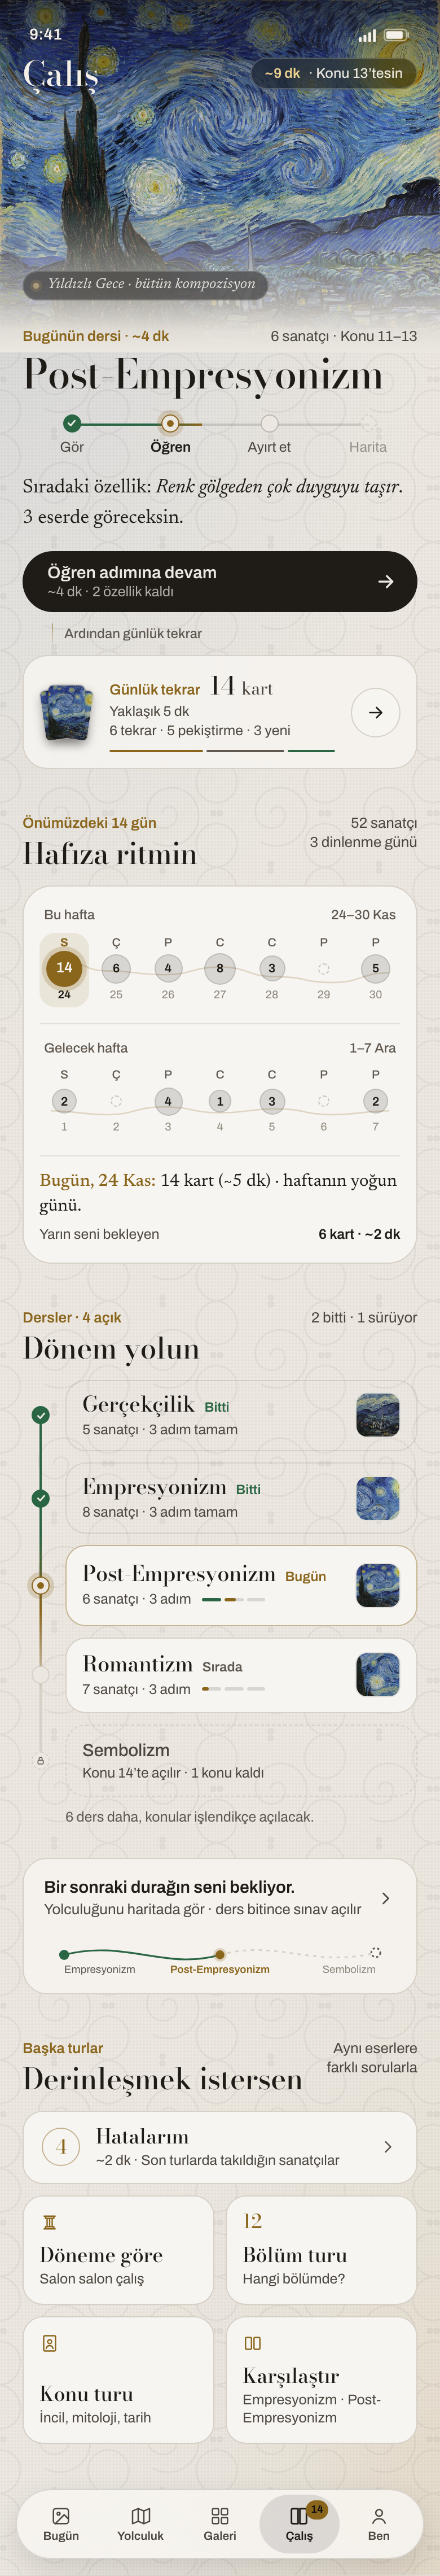 9:41
Çalış
~9 dk · Konu 13’tesin
Yıldızlı Gece · bütün kompozisyon
Bugünün dersi · ~4 dk
6 sanatçı · Konu 11–13
Post-Empresyonizm
Gör
Öğren
Ayırt et
Harita
Sıradaki özellik: Renk gölgeden çok duyguyu taşır.
3 eserde göreceksin.
Öğren adımına devam
~4 dk · 2 özellik kaldı
Ardından günlük tekrar
Günlük tekrar 14 kart
Yaklaşık 5 dk
6 tekrar · 5 pekiştirme · 3 yeni
Önümüzdeki 14 gün
52 sanatçı
3 dinlenme günü
Hafıza ritmin
Bu hafta
24–30 Kas
S Ç P C C P P
14 6 4 8 3 5
24 25 26 27 28 29 30
Gelecek hafta
1–7 Ara
S Ç P C C P P
2 4 1 3 2
1 2 3 4 5 6 7
Bugün, 24 Kas: 14 kart (~5 dk) · haftanın yoğun
günü.
Yarın seni bekleyen
6 kart · ~2 dk
Dersler · 4 açık
2 bitti · 1 sürüyor
Dönem yolun
Gerçekçilik Bitti
5 sanatçı · 3 adım tamam
Empresyonizm Bitti
8 sanatçı · 3 adım tamam
Post-Empresyonizm Bugün
6 sanatçı · 3 adım
Romantizm Sırada
7 sanatçı · 3 adım
Sembolizm
Konu 14’te açılır · 1 konu kaldı
6 ders daha, konular işlendikçe açılacak.
Bir sonraki durağın seni bekliyor.
Yolculuğunu haritada gör · ders bitince sınav açılır
Empresyonizm
Post-Empresyonizm
Sembolizm
Başka turlar
Aynı eserlere
farklı sorularla
Derinleşmek istersen
4
Hatalarım
~2 dk · Son turlarda takıldığın sanatçılar
Döneme göre
Salon salon çalış
12
Bölüm turu
Hangi bölümde?
Konu turu
İncil, mitoloji, tarih
Karşılaştır
Empresyonizm · Post-
Empresyonizm
14
Bugün
Yolculuk
Galeri
Çalış
Ben